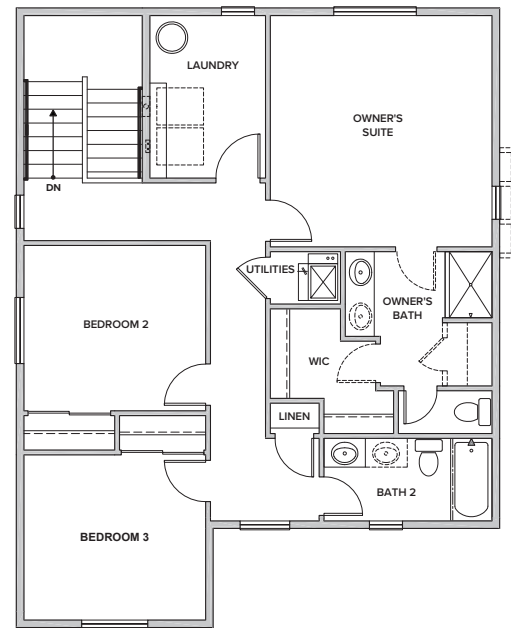 LAUNDRY
OWNER'S
SUITE
DN
UTILITIES
OWNER'S
BATH
BEDROOM 2
WIC
LINEN
BATH 2
BEDROOM 3